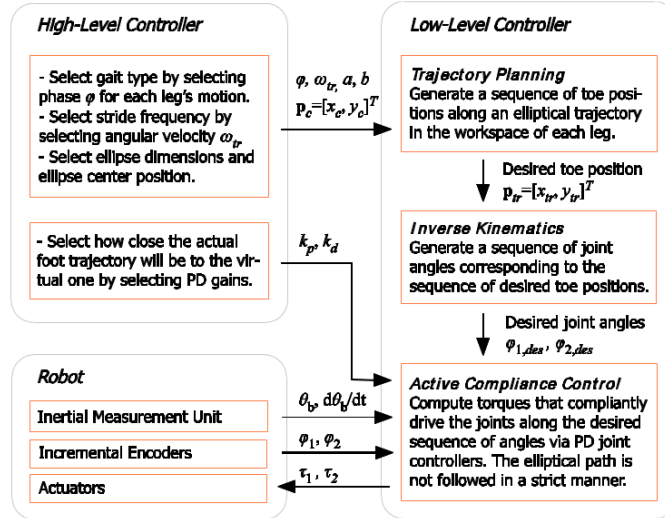 High-Level Controller
- Select gait type by selecting
phase φ for each leg's motion.
- Select stride frequency by
selecting angular velocity ω_tr
- Select ellipse dimensions and
ellipse center position.
- Select how close the actual
foot trajectory will be to the vir-
tual one by selecting PD gains.
φ, ω_tr, a, b
p_c=[x_c, y_c]^T
k_p, k_d
Low-Level Controller
Trajectory Planning
Generate a sequence of toe posi-
tions along an elliptical trajectory
in the workspace of each leg.
Desired toe position
p_tr=[x_tr, y_tr]^T
Inverse Kinematics
Generate a sequence of joint
angles corresponding to the
sequence of desired toe positions.
Desired joint angles
φ_1,des, φ_2,des
Active Compliance Control
Compute torques that compliantly
drive the joints along the desired
sequence of angles via PD joint
controllers. The elliptical path is
not followed in a strict manner.
Robot
Inertial Measurement Unit
θ_b, dθ_b/dt
Incremental Encoders
φ_1, φ_2
Actuators
τ_1, τ_2